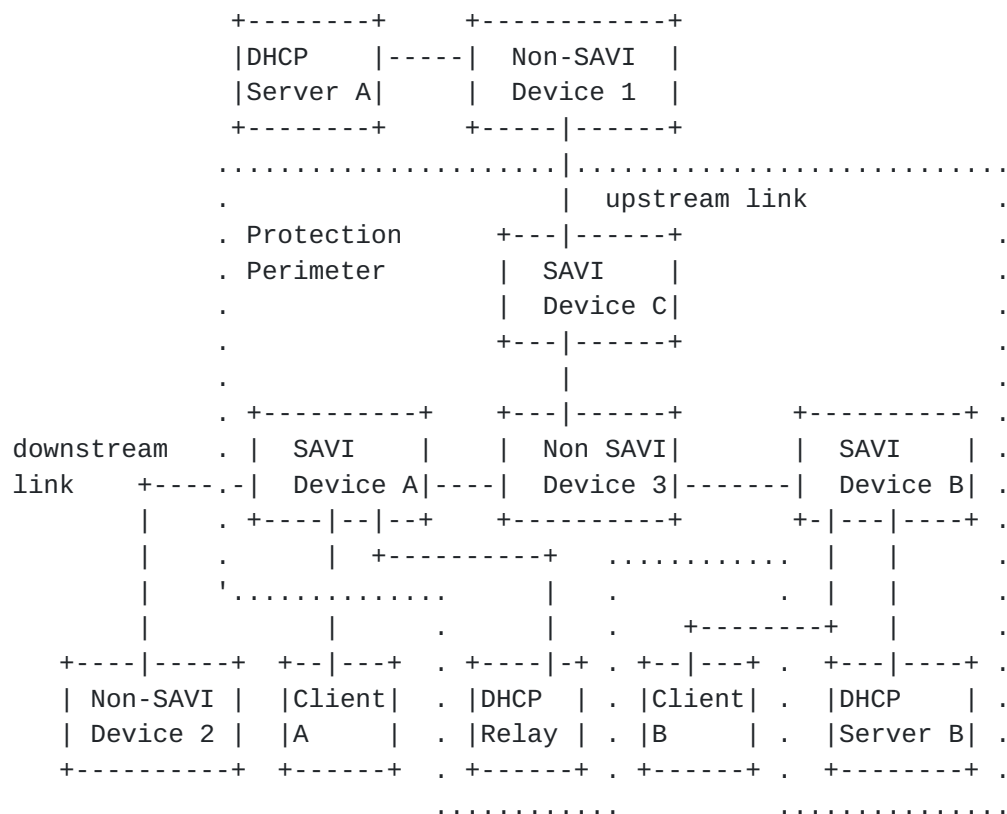 DHCP Non-SAVI
Server A Device 1
upstream link
Protection
Perimeter SAVI
Device C
downstream SAVI Non SAVI SAVI
link Device A Device 3 Device B
Non-SAVI Client DHCP Client DHCP
Device 2 A Relay B Server B